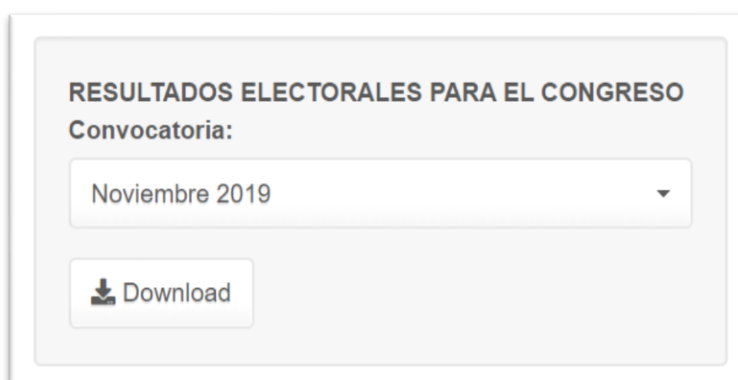 RESULTADOS ELECTORALES PARA EL CONGRESO
Convocatoria:
Noviembre 2019
Download